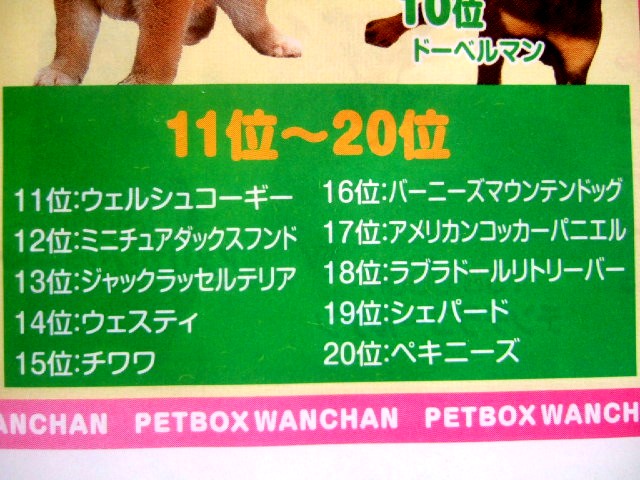 10位
ドーベルマン
11位～20位
11位:ウェルシュコーギー
12位:ミニチュアダックスフンド
13位:ジャックラッセルテリア
14位:ウェスティ
15位:チワワ
16位:バーニーズマウンテンドッグ
17位:アメリカンコッカーパニエル
18位:ラブラドールリトリーバー
19位:シェパード
20位:ペキニーズ
ANCHAN PETBOX WANCHAN PETBOX WANCH